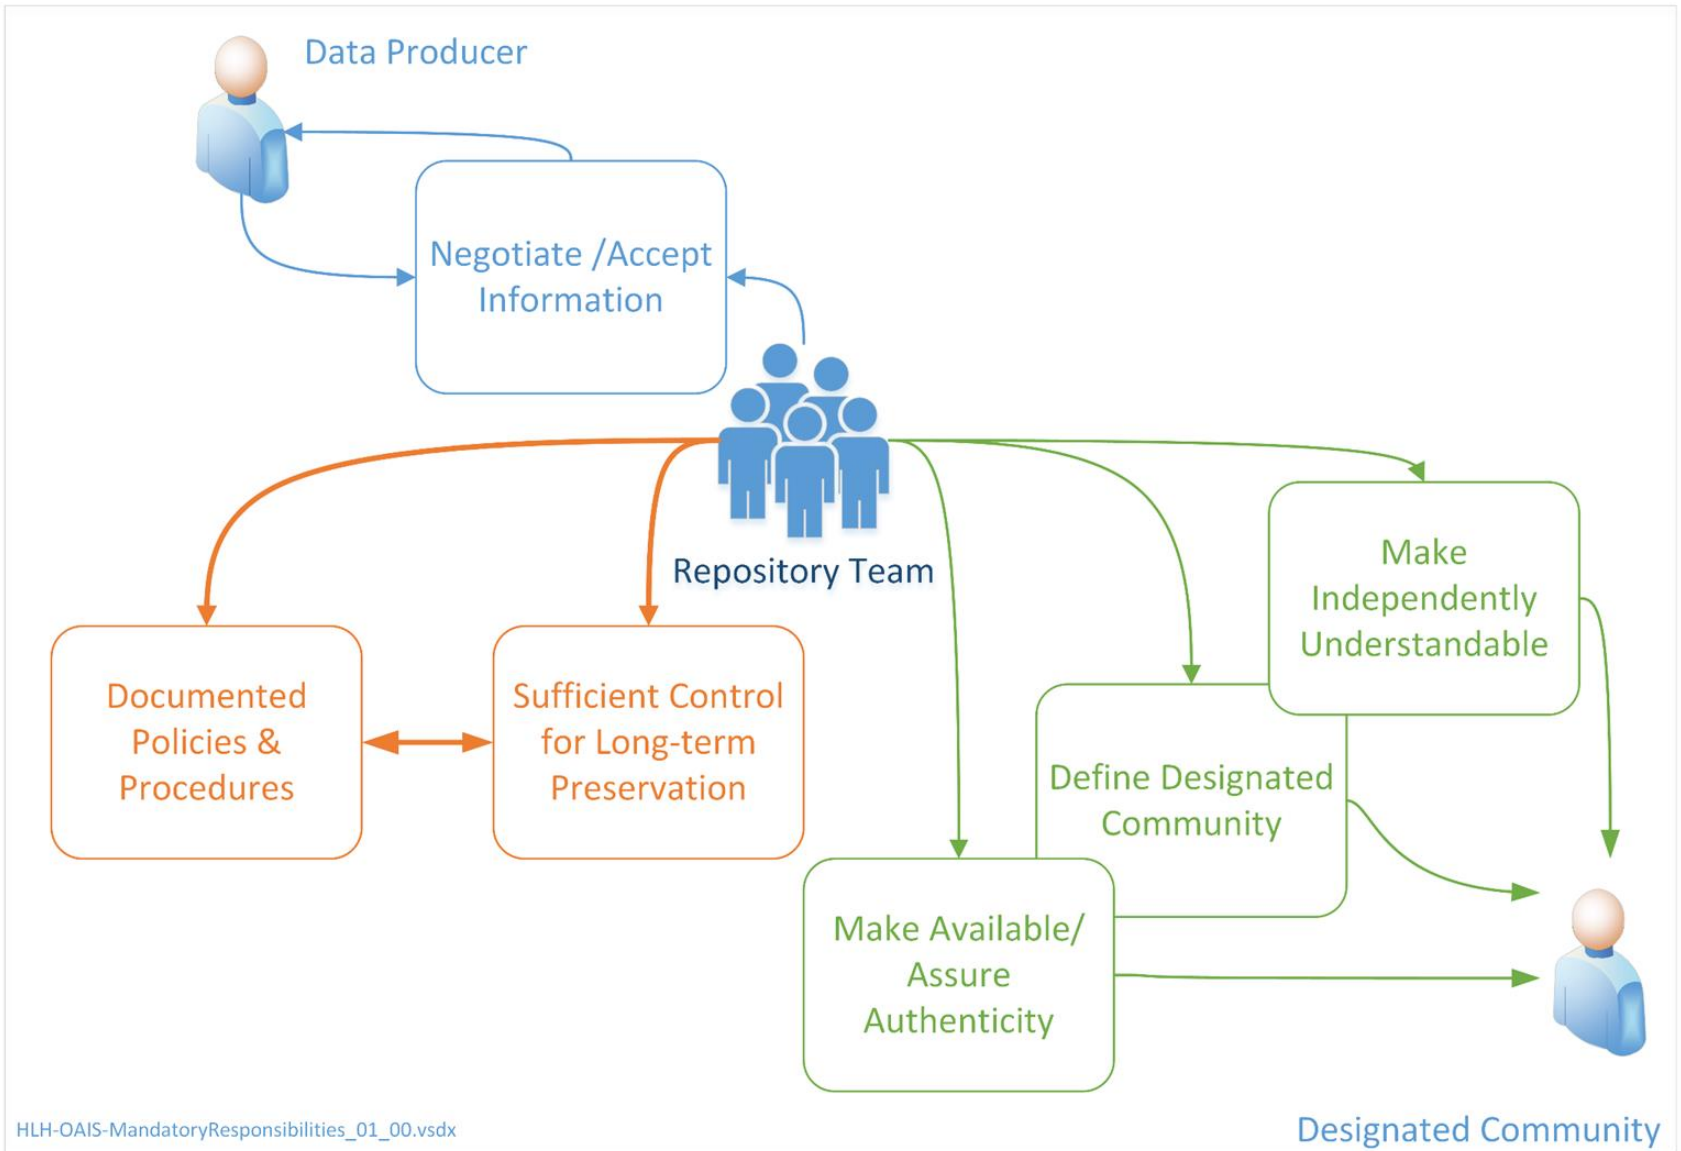 Data Producer
Negotiate /Accept
Information
Repository Team
Make
Independently
Understandable
Documented
Policies &
Procedures
Sufficient Control
for Long-term
Preservation
Define Designated
Community
Make Available/
Assure
Authenticity
HLH-OAIS-MandatoryResponsibilities_01_00.vsdx
Designated Community